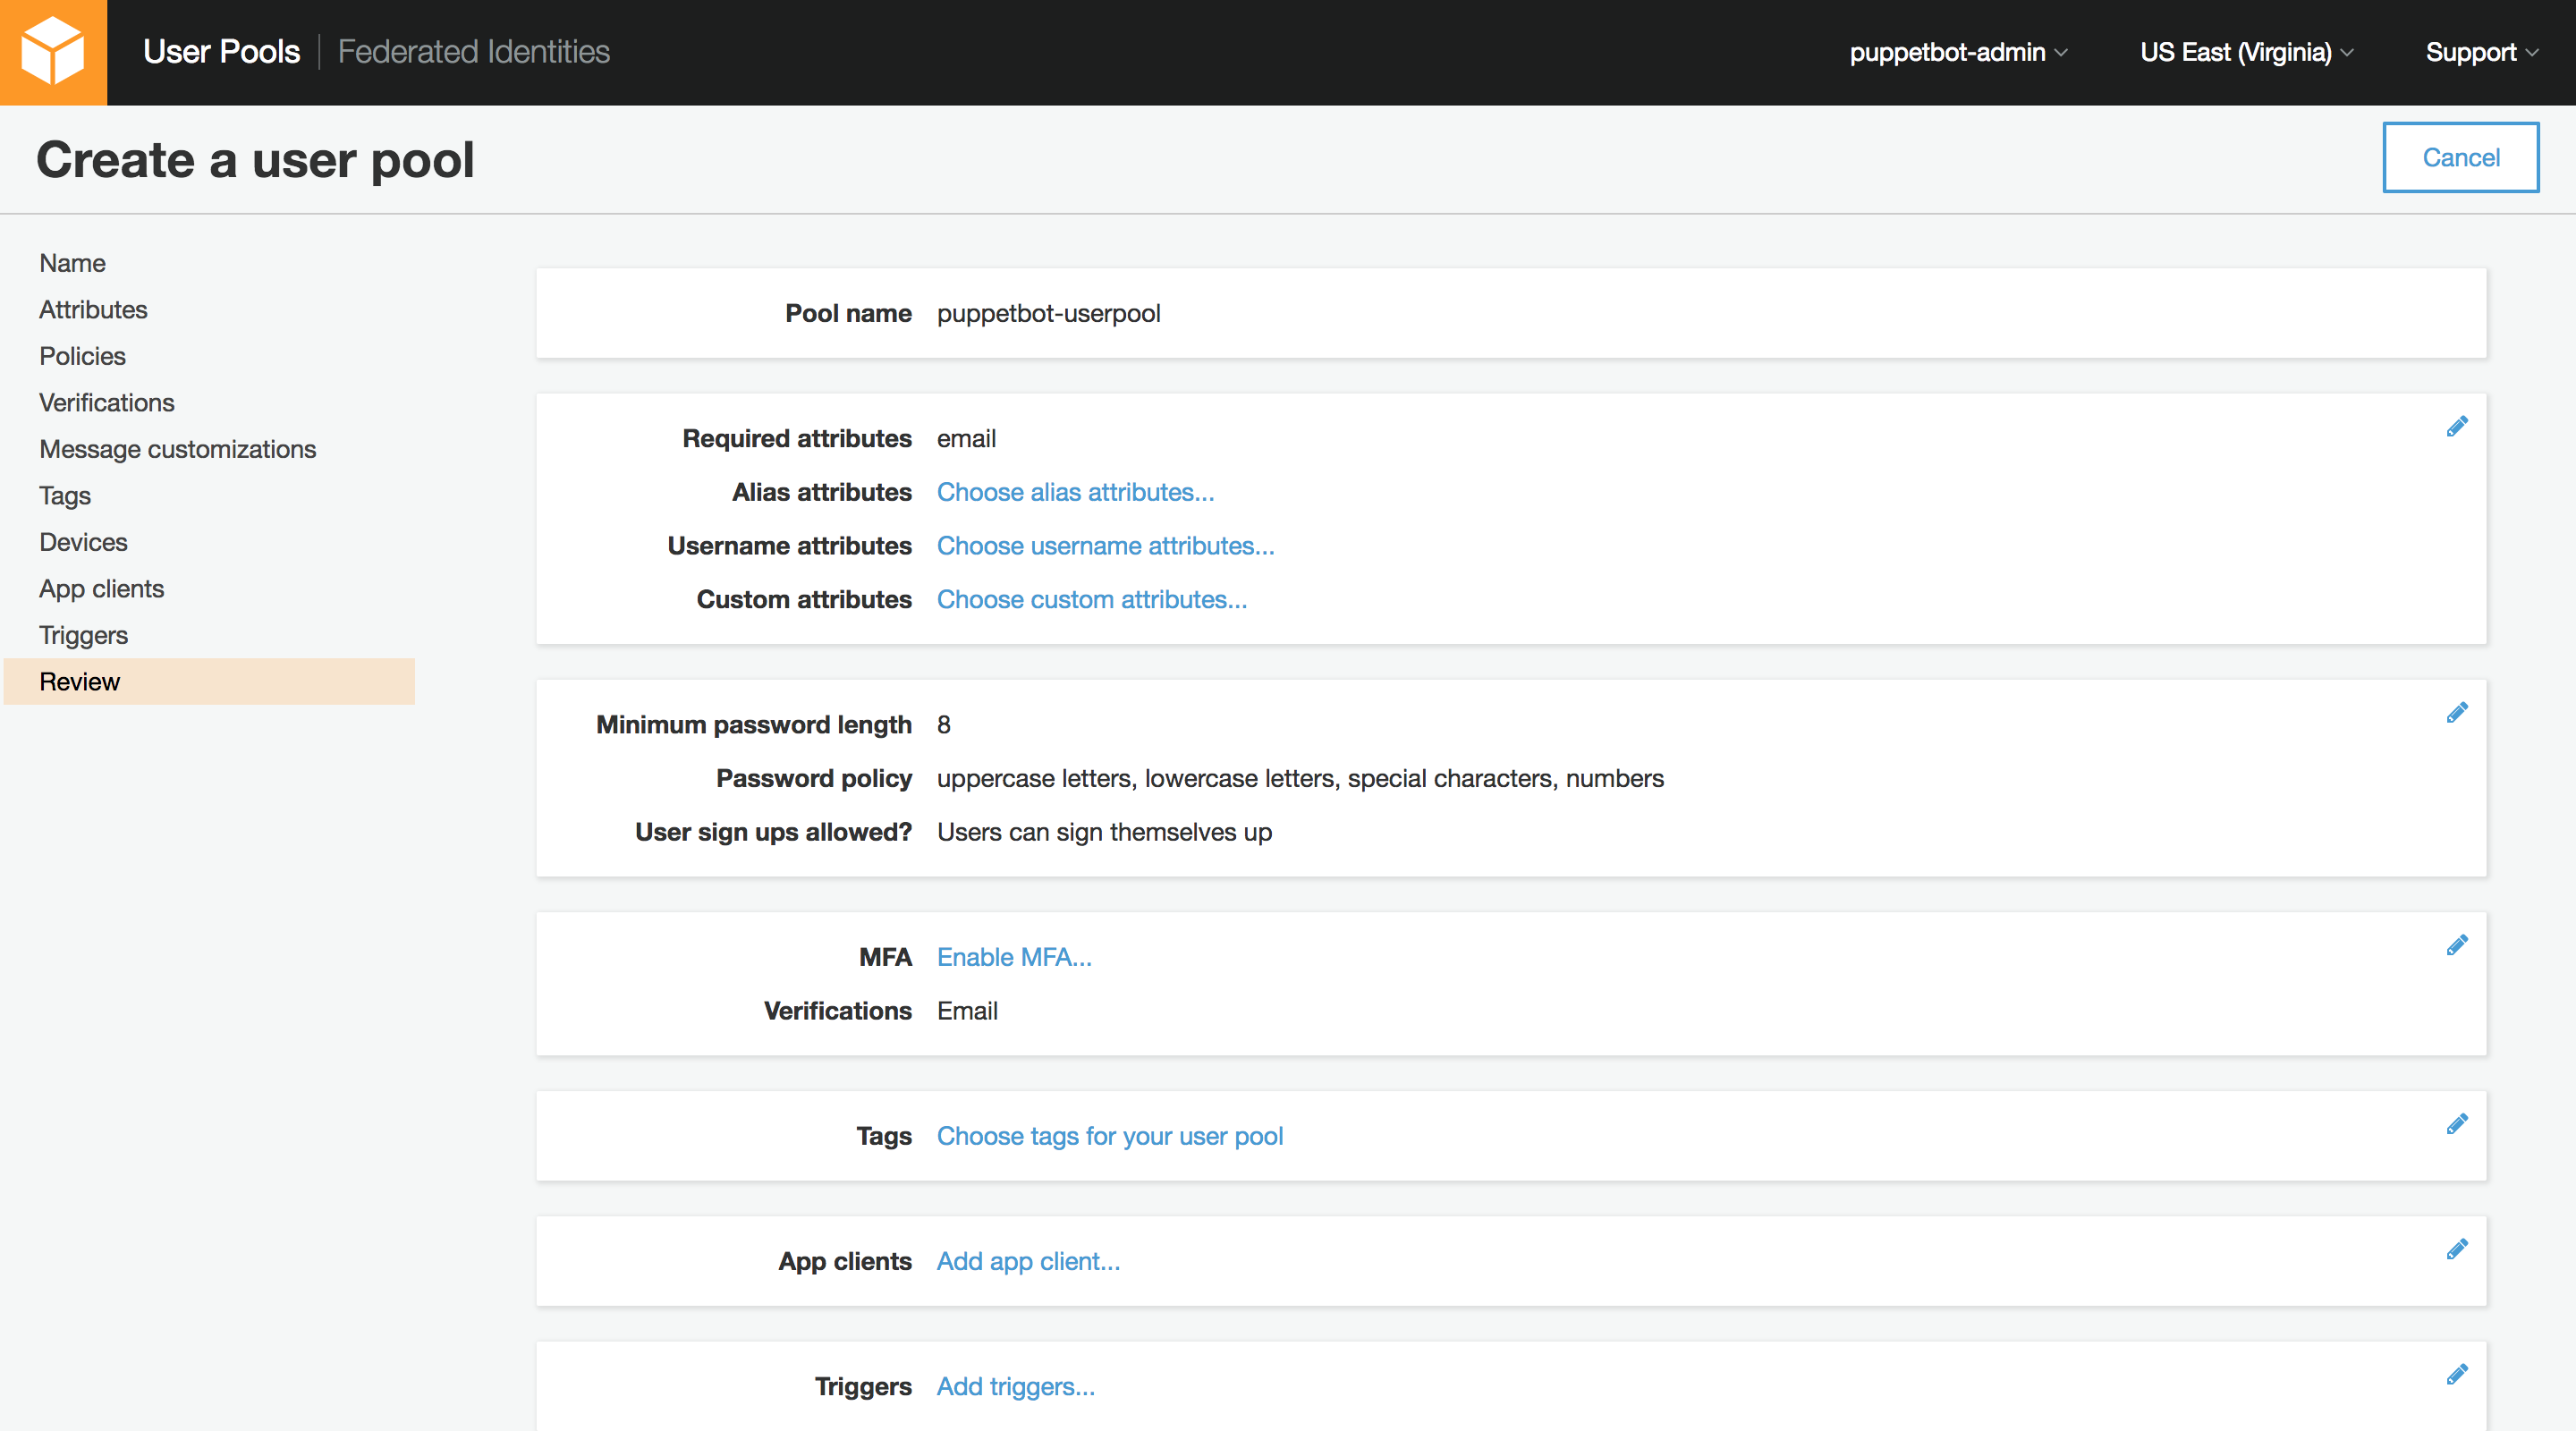 User Pools | Federated Identities puppetbot-admin US East (Virginia) Support
Create a user pool Cancel
Name
Attributes
Policies
Verifications
Message customizations
Tags
Devices
App clients
Triggers
Review
Pool name puppetbot-userpool
Required attributes email
Alias attributes Choose alias attributes...
Username attributes Choose username attributes...
Custom attributes Choose custom attributes...
Minimum password length 8
Password policy uppercase letters, lowercase letters, special characters, numbers
User sign ups allowed? Users can sign themselves up
MFA Enable MFA...
Verifications Email
Tags Choose tags for your user pool
App clients Add app client...
Triggers Add triggers...